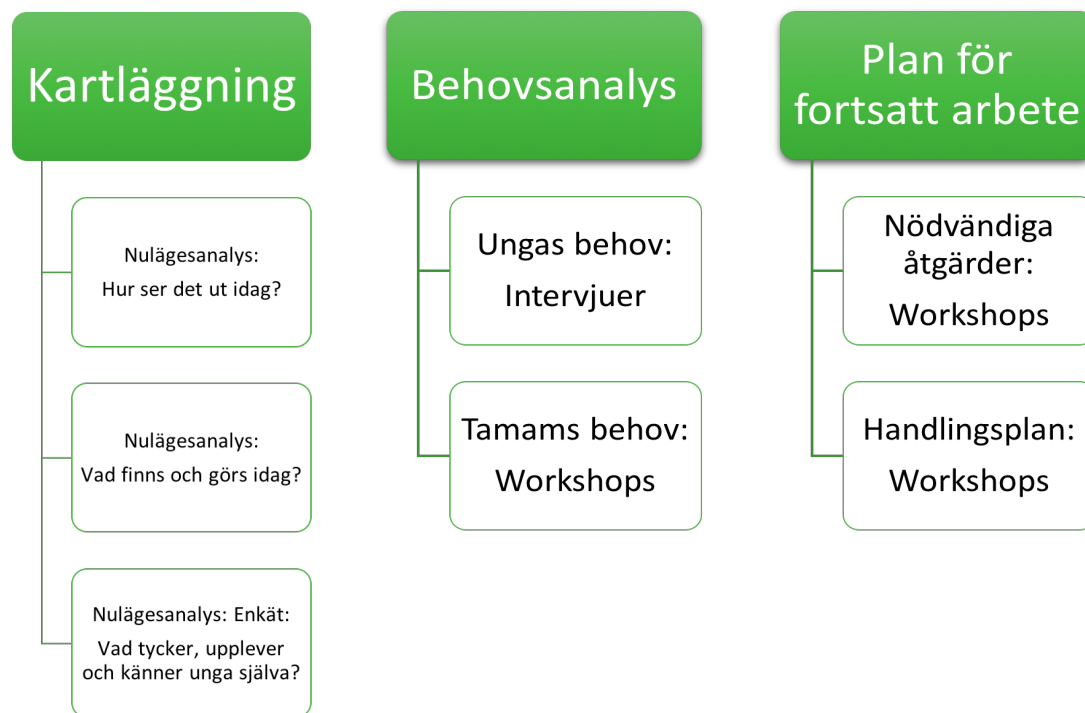 Kartläggning
Nulägesanalys:
Hur ser det ut idag?
Nulägesanalys:
Vad finns och görs idag?
Nulägesanalys: Enkät:
Vad tycker, upplever
och känner unga själva?
Behovsanalys
Ungas behov:
Intervjuer
Tamams behov:
Workshops
Plan för
fortsatt arbete
Nödvändiga
åtgärder:
Workshops
Handlingsplan:
Workshops